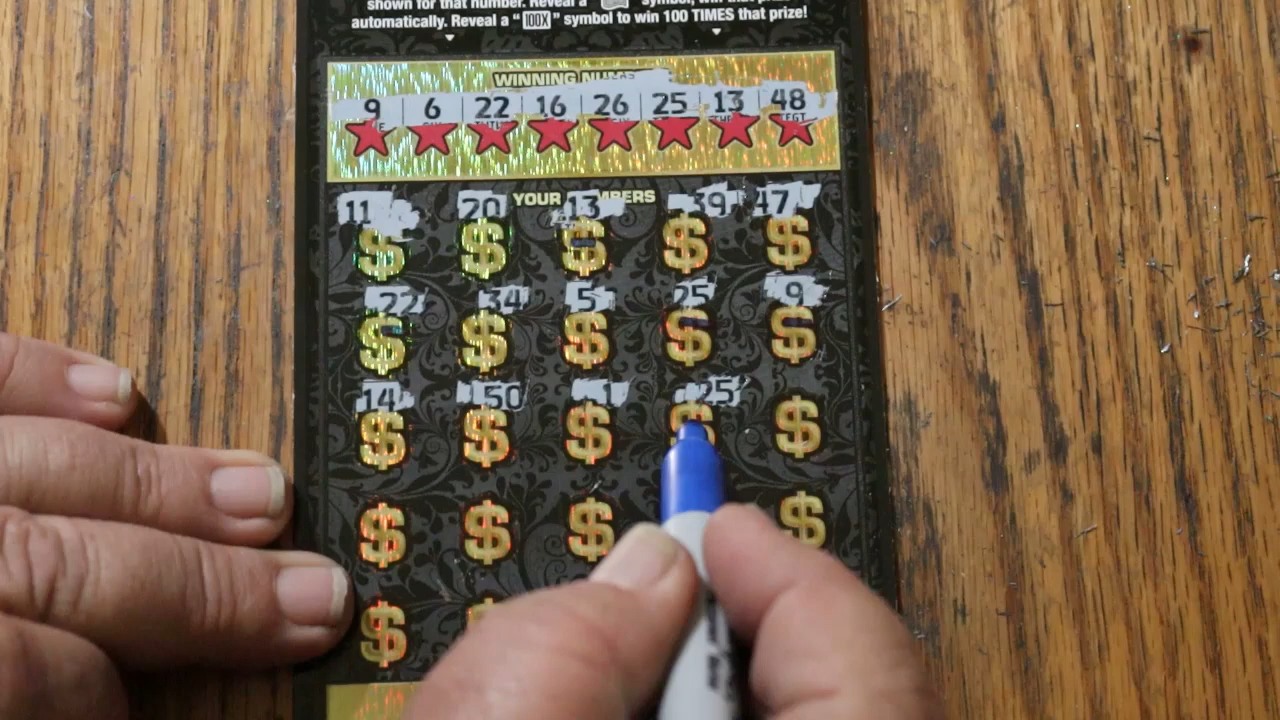 shown for that number. Reveal a " " symbol, win that prize
automatically. Reveal a " 100X " symbol to win 100 TIMES that prize!
WINNING
9 6 22 16 26 25 13 48
YOUR
11 20 13 39 47
22 34 5 25 9
14 50 1 25